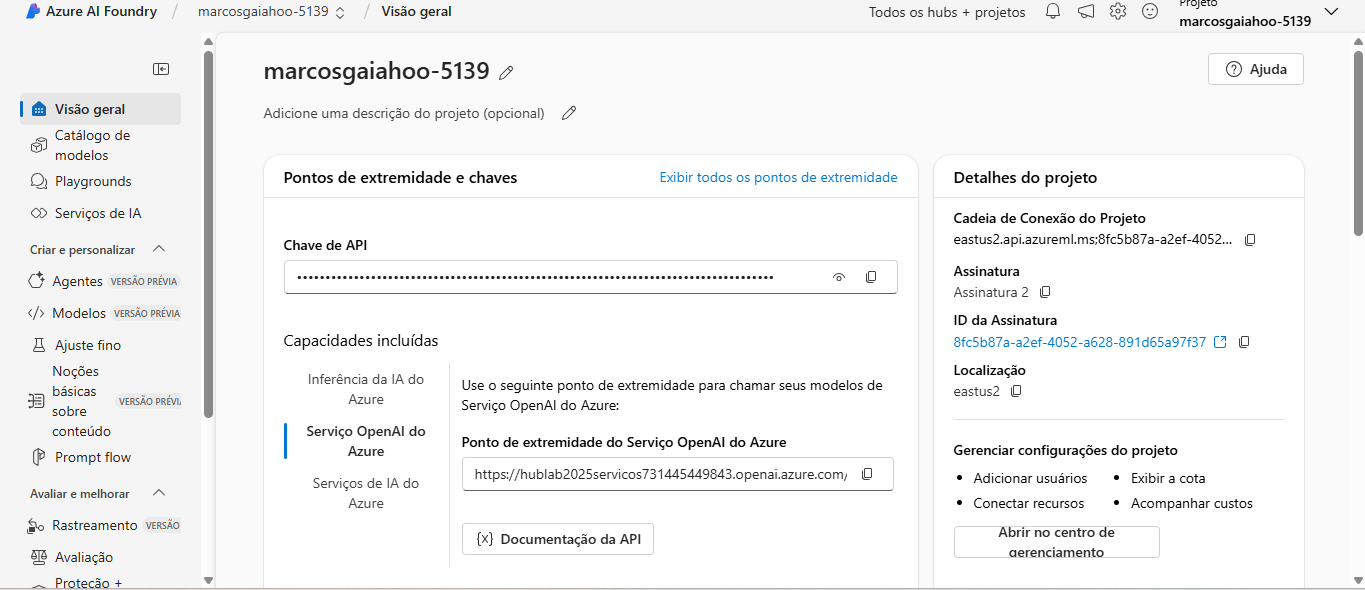 Azure AI Foundry / marcosgaiahoo-5139 / Visão geral
Todos os hubs + projetos
Projeto
marcosgaiahoo-5139
Visão geral
Catálogo de
modelos
Playgrounds
Serviços de IA
Criar e personalizar
Agentes VERSÃO PRÉVIA
Modelos VERSÃO PRÉVIA
Ajuste fino
Noções
básicas
sobre
conteúdo
VERSÃO PRÉVI
Prompt flow
Avaliar e melhorar
Rastreamento VERSÃO
Avaliação
Proteção +
marcosgaiahoo-5139
Ajuda
Adicione uma descrição do projeto (opcional)
Pontos de extremidade e chaves
Exibir todos os pontos de extremidade
Chave de API
Capacidades incluídas
Inferência da IA do
Azure
Serviço OpenAI do
Azure
Serviços de IA do
Azure
Use o seguinte ponto de extremidade para chamar seus modelos de
Serviço OpenAI do Azure:
Ponto de extremidade do Serviço OpenAI do Azure
https://hublab2025servicos731445449843.openai.azure.com/
{x} Documentação da API
Detalhes do projeto
Cadeia de Conexão do Projeto
eastus2.api.azureml.ms;8fc5b87a-a2ef-4052...
Assinatura
Assinatura 2
ID da Assinatura
8fc5b87a-a2ef-4052-a628-891d65a97f37
Localização
eastus2
Gerenciar configurações do projeto
• Adicionar usuários
• Exibir a cota
• Conectar recursos
• Acompanhar custos
Abrir no centro de
gerenciamento